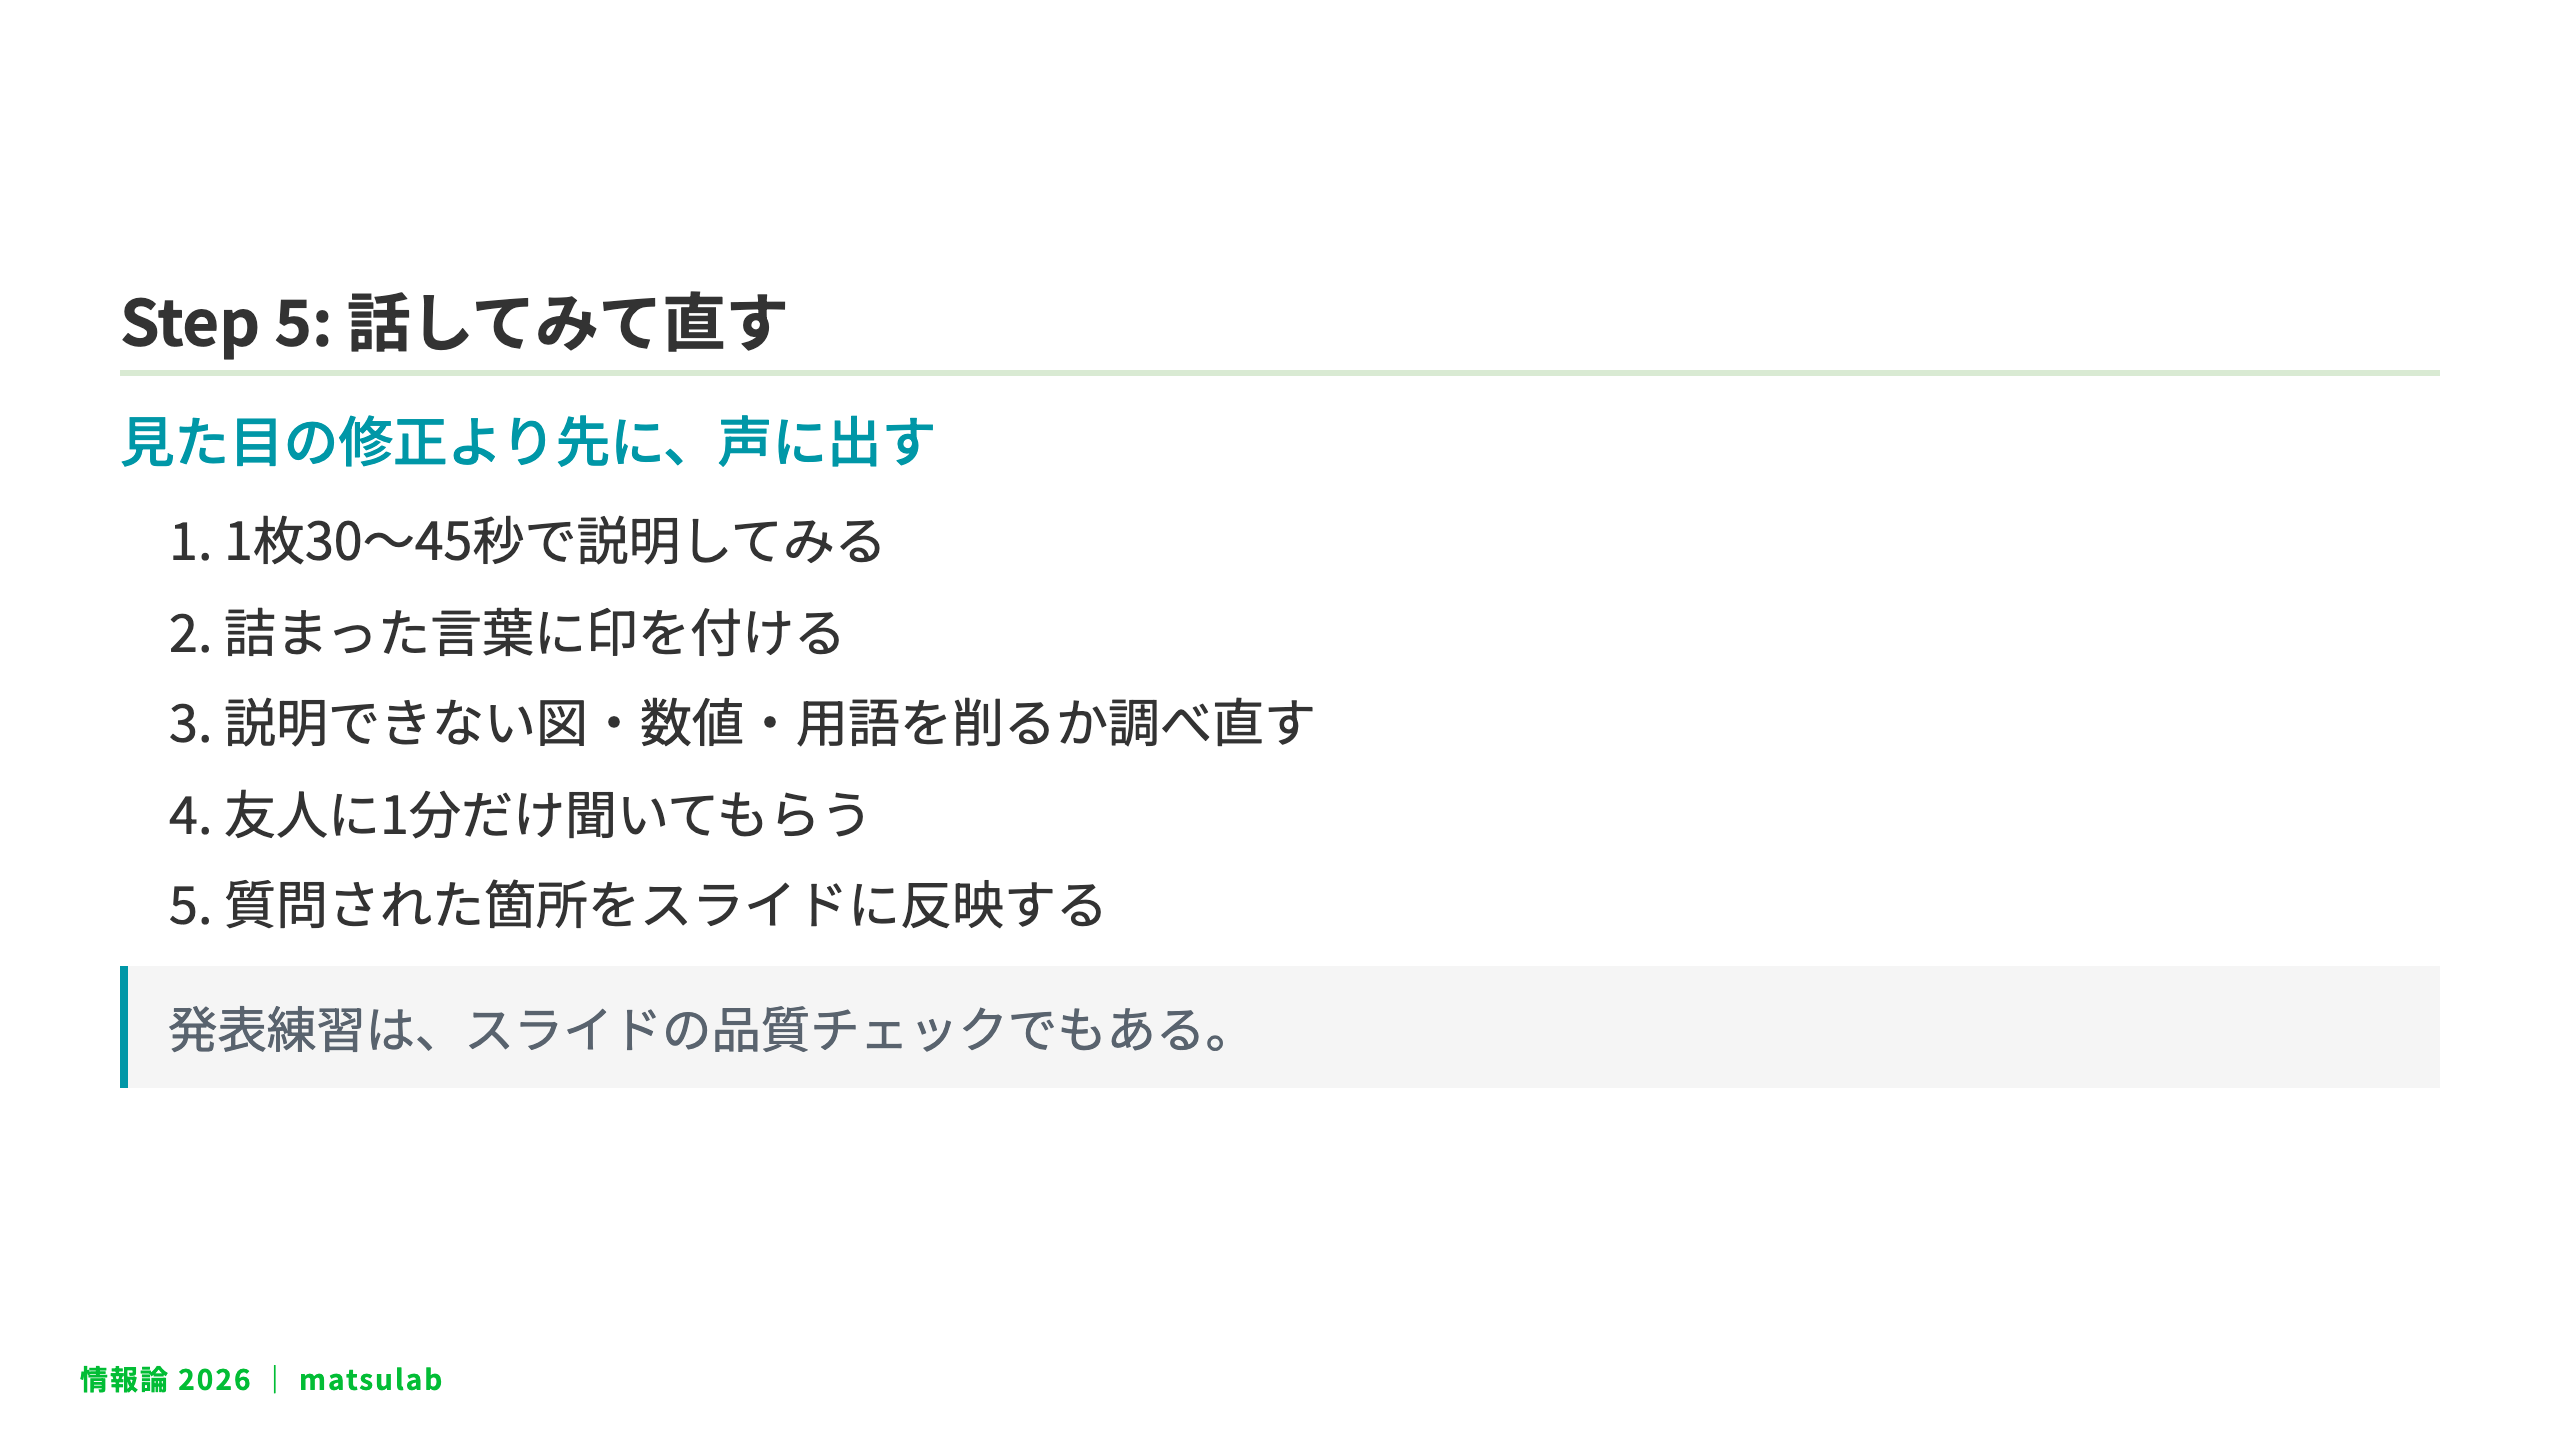 Step 5: 話してみて直す
見た目の修正より先に、声に出す
1. 1枚30〜45秒で説明してみる
2. 詰まった言葉に印を付ける
3. 説明できない図・数値・用語を削るか調べ直す
4. 友人に1分だけ聞いてもらう
5. 質問された箇所をスライドに反映する
発表練習は、スライドの品質チェックでもある。
情報論 2026 ｜ matsulab